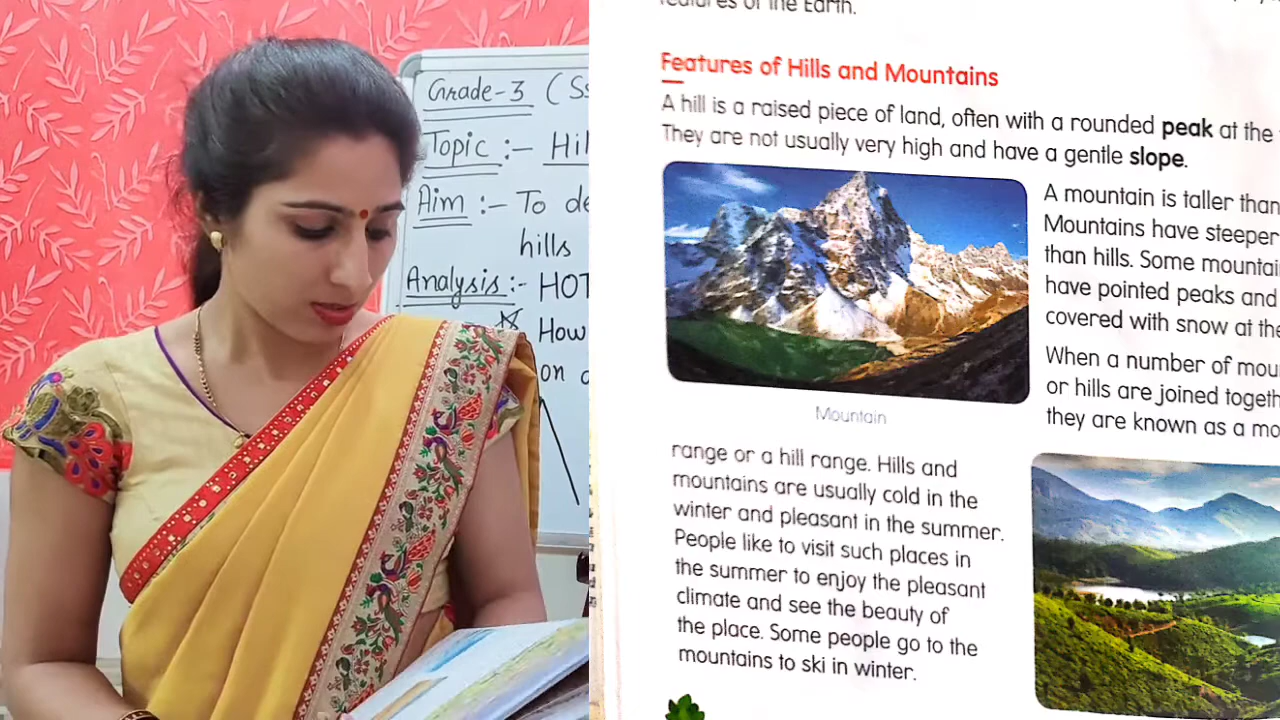 Grade-3 (Ss
Topic :- Hil
Aim :- To de
hills
Analysis :- HOT
How
on
features of the Earth.
Features of Hills and Mountains
A hill is a raised piece of land, often with a rounded peak at the
They are not usually very high and have a gentle slope.
A mountain is taller than
Mountains have steeper
than hills. Some mountai
have pointed peaks and
covered with snow at the
When a number of mou
or hills are joined togeth
they are known as a mo
Mountain
range or a hill range. Hills and
mountains are usually cold in the
winter and pleasant in the summer.
People like to visit such places in
the summer to enjoy the pleasant
climate and see the beauty of
the place. Some people go to the
mountains to ski in winter.